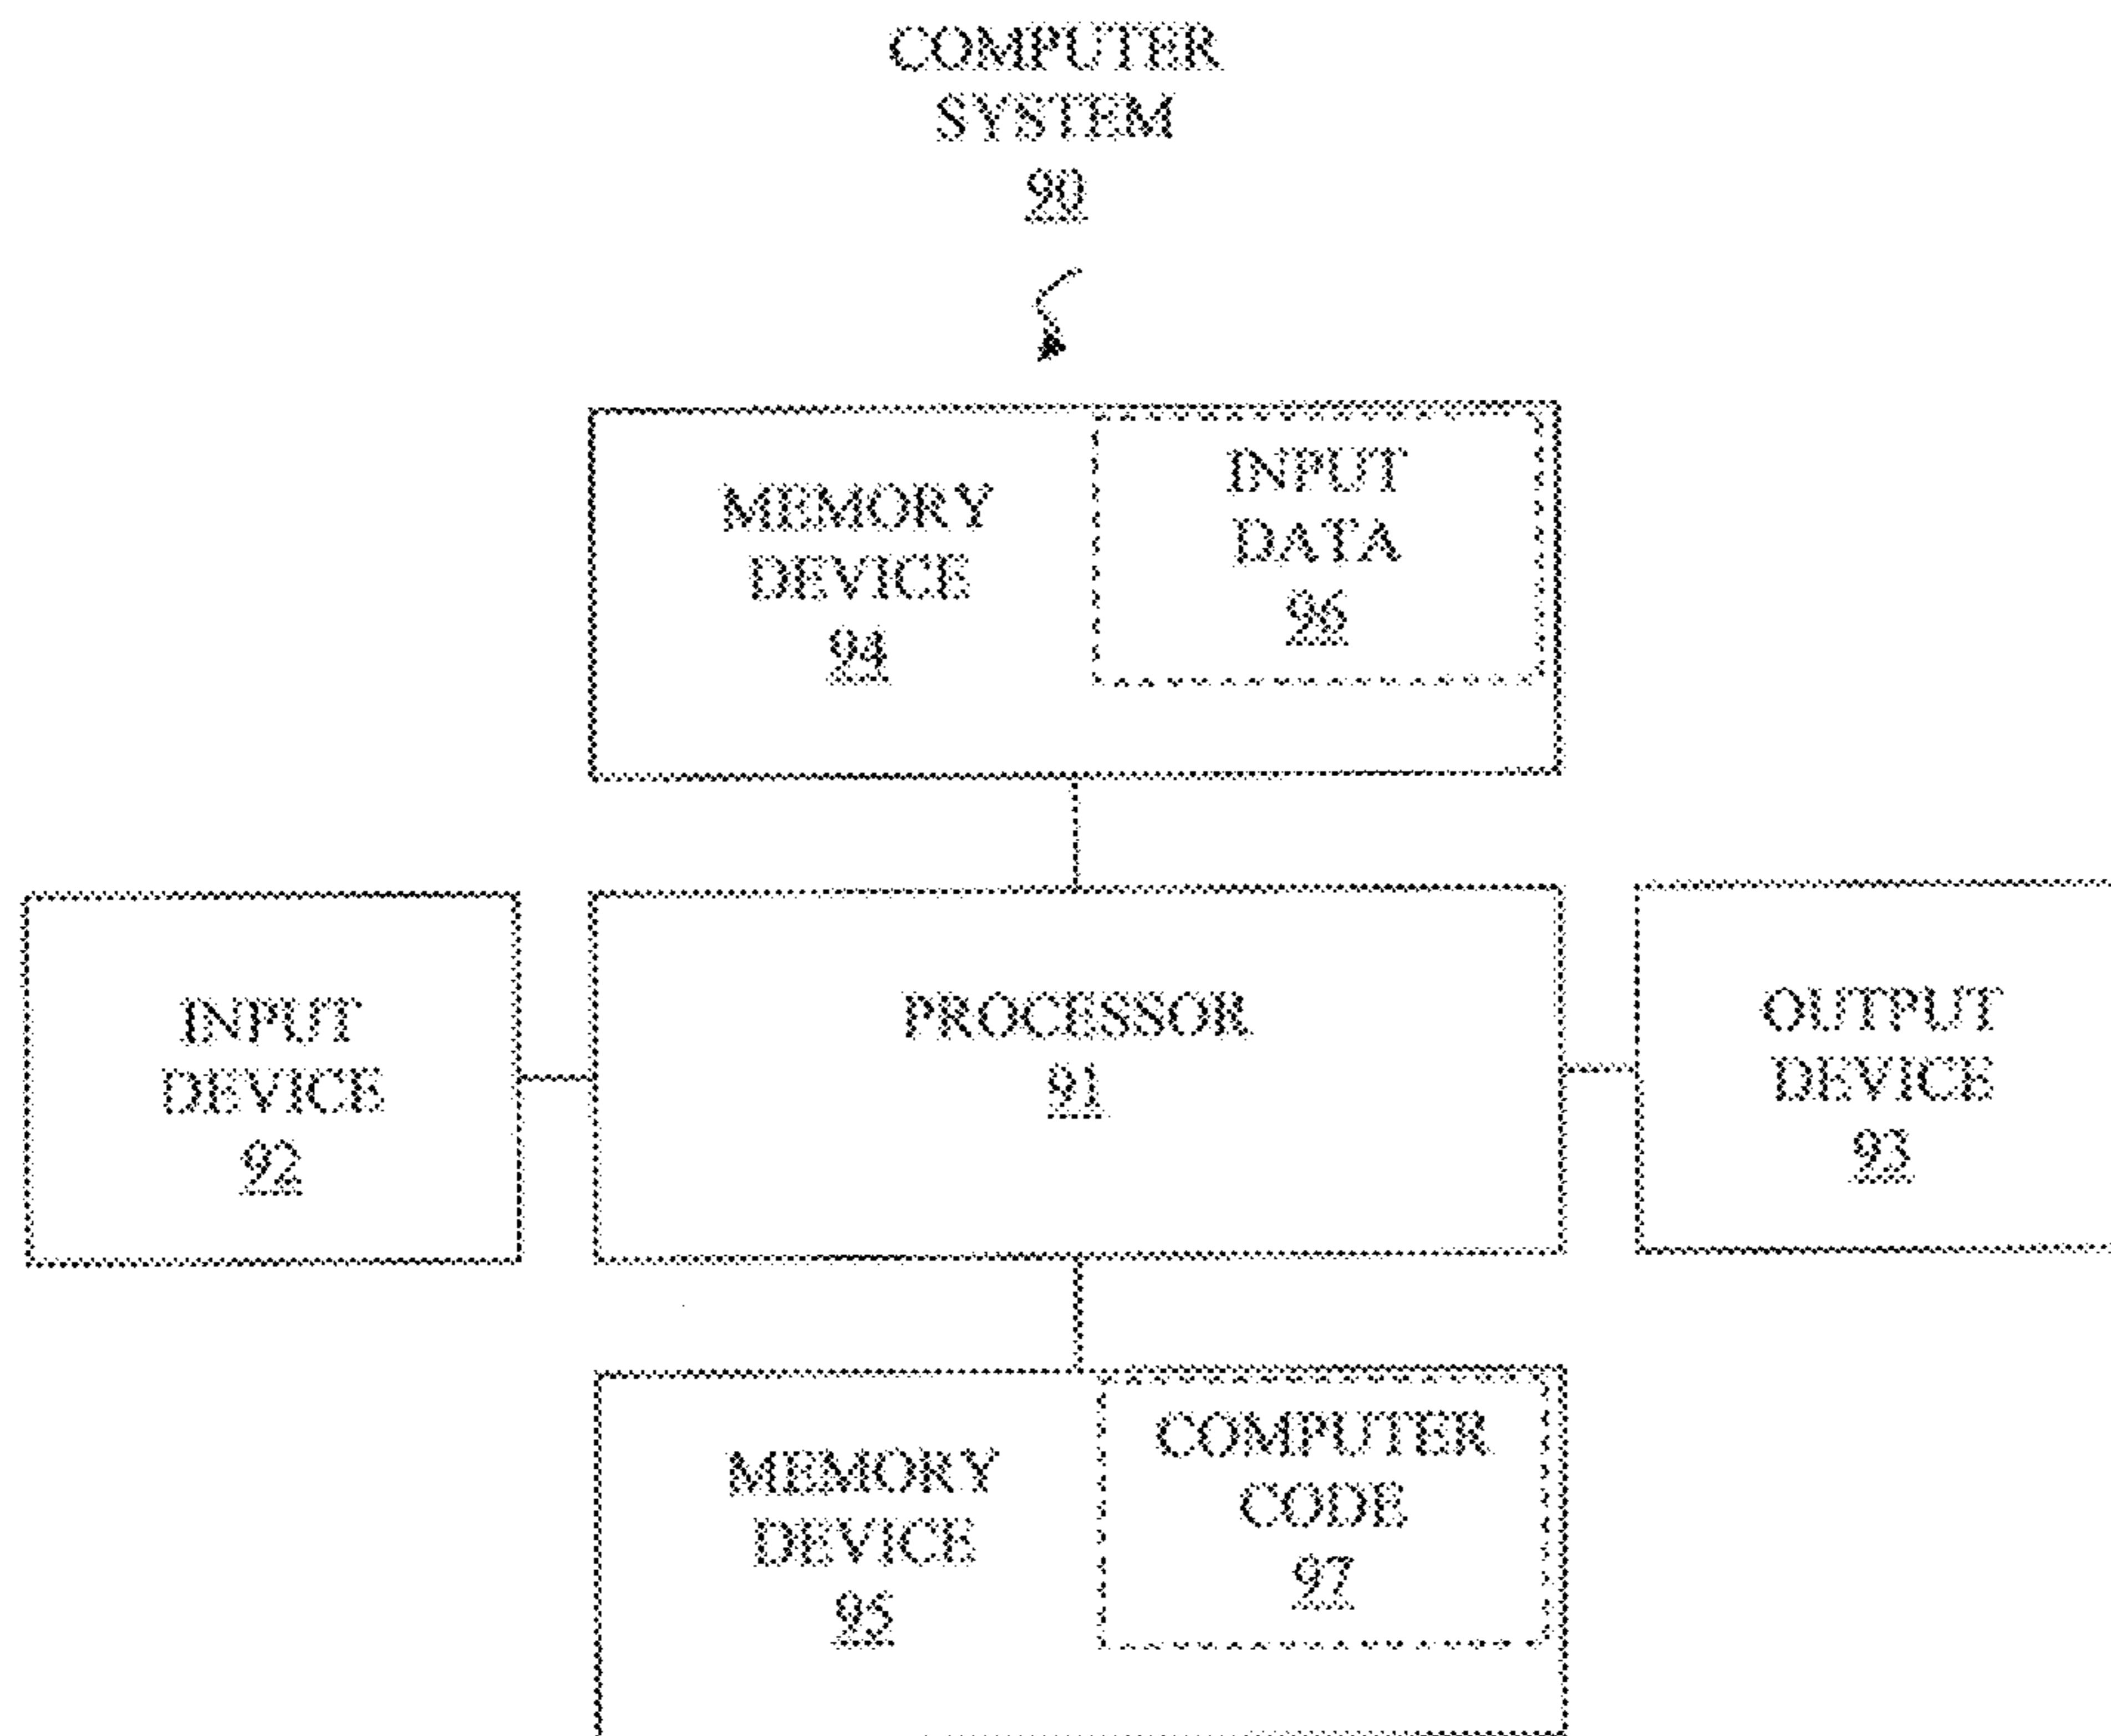 COMPUTER
SYSTEM
90
MEMORY
DEVICE
94
INPUT
DATA
96
INPUT
DEVICE
92
PROCESSOR
91
OUTPUT
DEVICE
93
MEMORY
DEVICE
95
COMPUTER
CODE
97